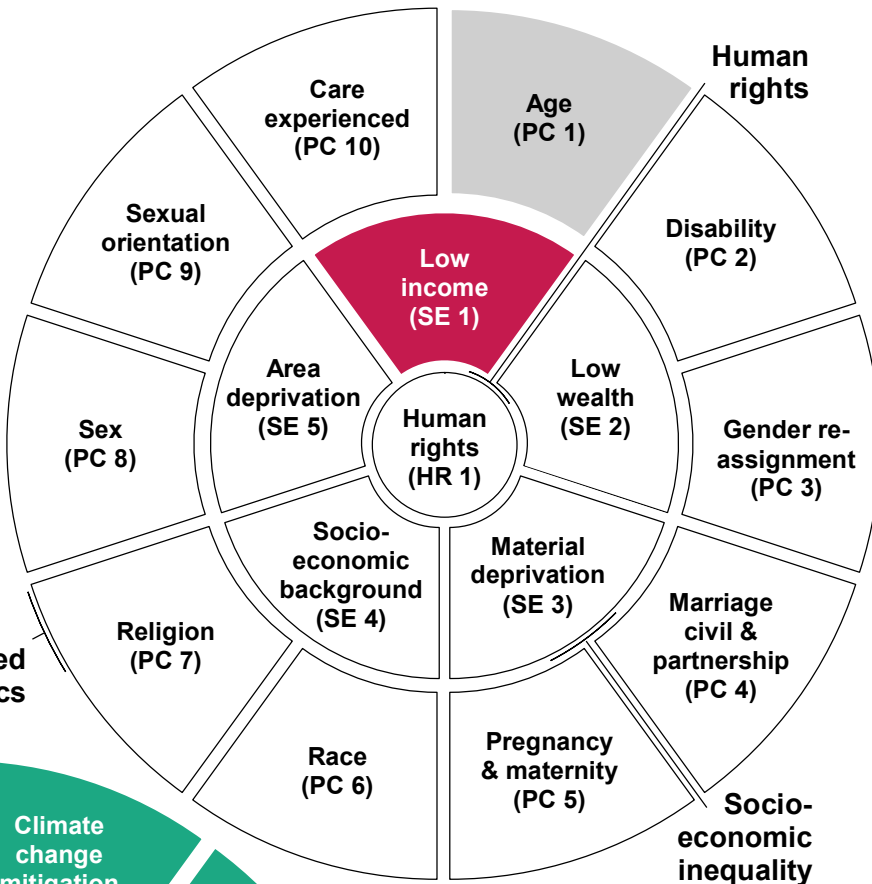 Human
rights
Care
experienced
(PC 10)
Age
(PC 1)
Sexual
orientation
(PC 9)
Disability
(PC 2)
Low
income
(SE 1)
Area
deprivation
(SE 5)
Low
wealth
(SE 2)
Human
rights
(HR 1)
Sex
(PC 8)
Gender re-
assignment
(PC 3)
Socio-
economic
background
(SE 4)
Material
deprivation
(SE 3)
Religion
(PC 7)
Marriage
civil &
partnership
(PC 4)
ed
cs
Race
(PC 6)
Pregnancy
& maternity
(PC 5)
Socio-
economic
inequality
Climate
change
mitigation